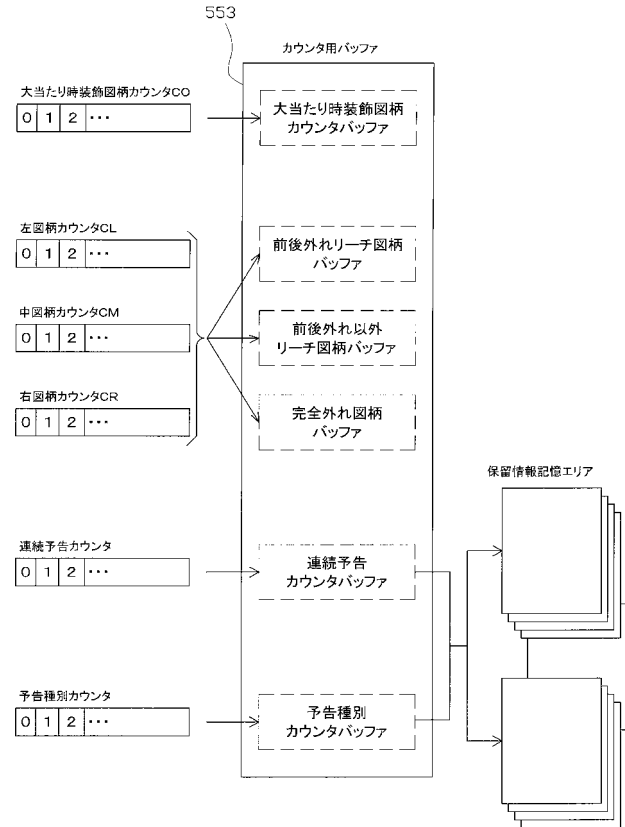 553
カウンタ用バッファ
大当たり時装飾図柄カウンタCO
0 1 2 ･･･
大当たり時装飾図柄
カウンタバッファ
左図柄カウンタCL
0 1 2 ･･･
前後外れリーチ図柄
バッファ
中図柄カウンタCM
0 1 2 ･･･
前後外れ以外
リーチ図柄バッファ
右図柄カウンタCR
0 1 2 ･･･
完全外れ図柄
バッファ
保留情報記憶エリア
連続予告カウンタ
0 1 2 ･･･
連続予告
カウンタバッファ
予告種別カウンタ
0 1 2 ･･･
予告種別
カウンタバッファ